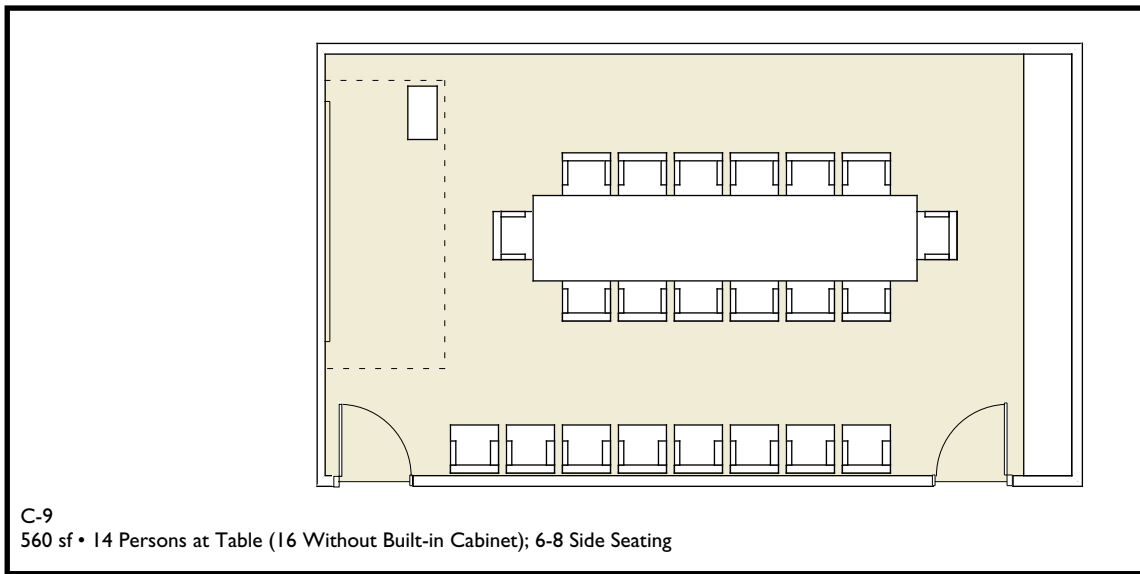 C-9
560 sf • 14 Persons at Table (16 Without Built-in Cabinet); 6-8 Side Seating